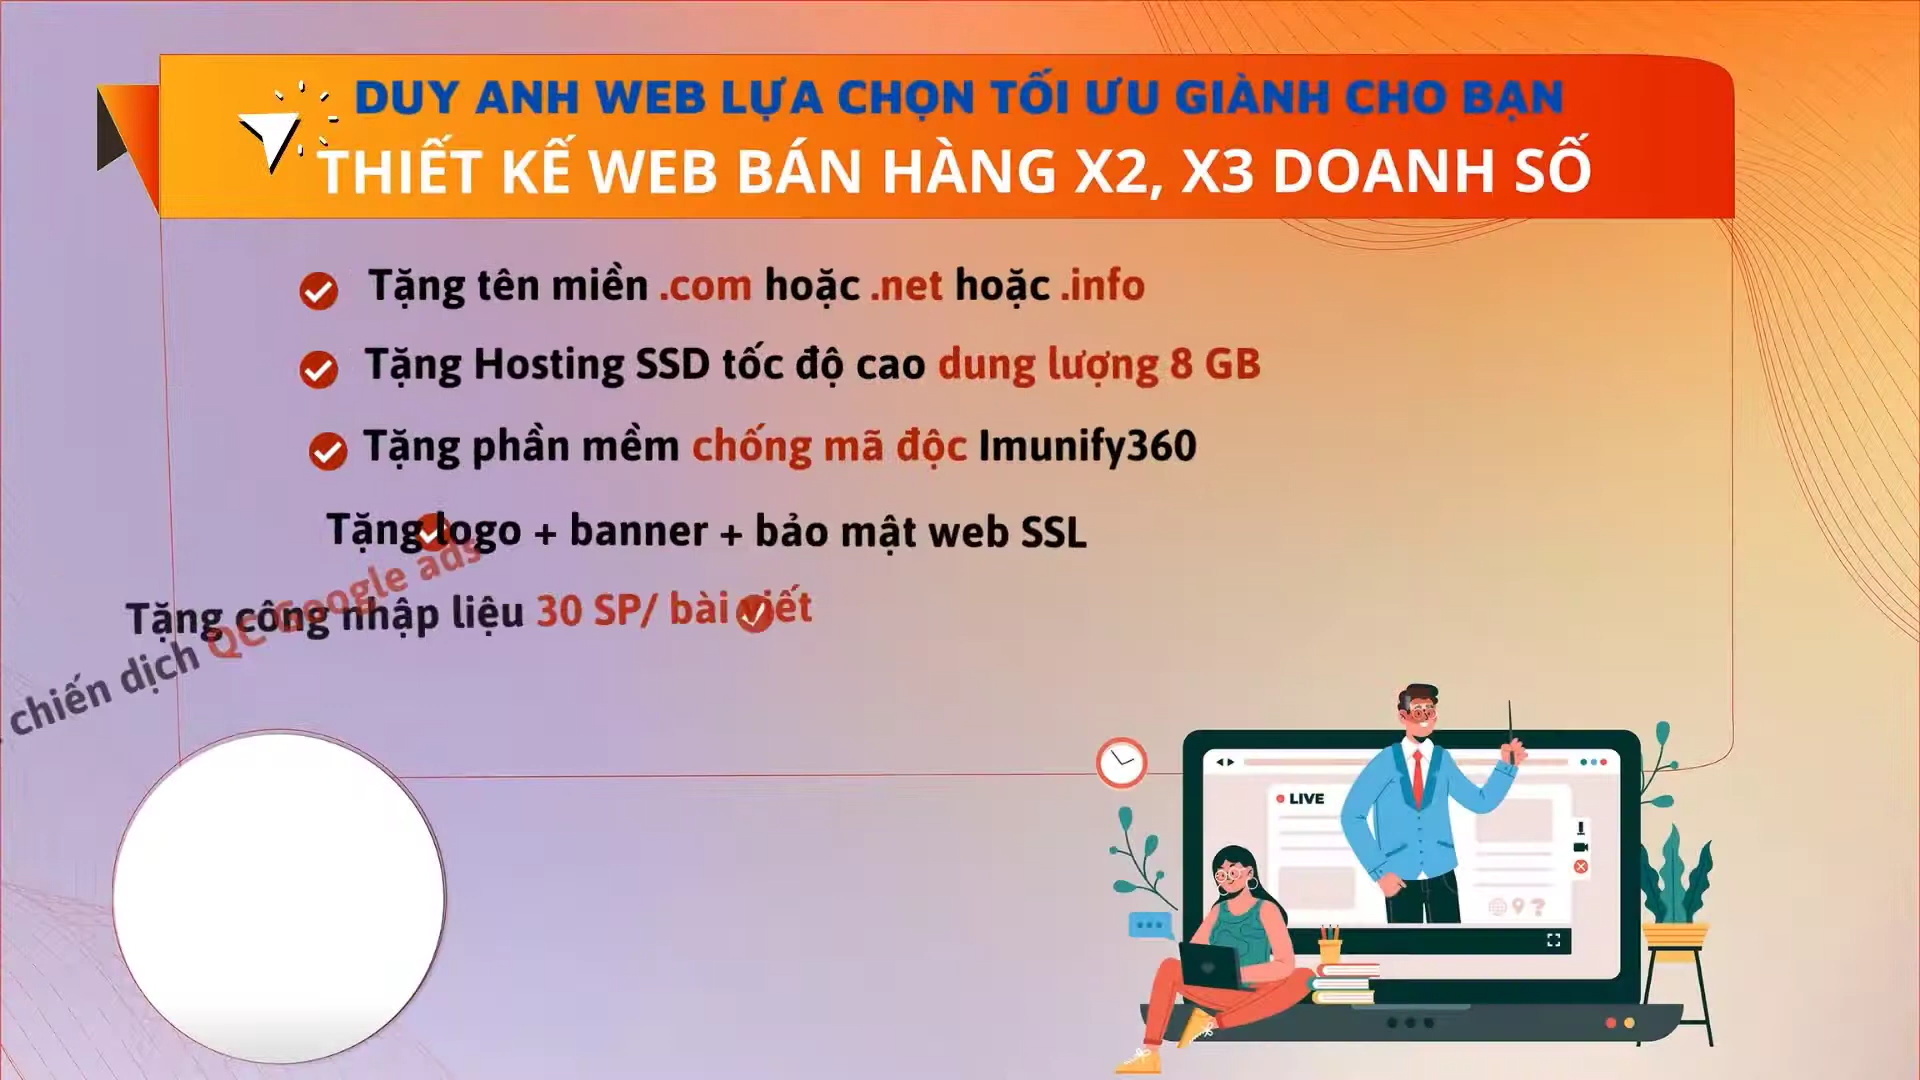 DUY ANH WEB LỰA CHỌN TỐI ƯU GIÀNH CHO BẠN
THIẾT KẾ WEB BÁN HÀNG X2, X3 DOANH SỐ
Tặng tên miền .com hoặc .net hoặc .info
Tặng Hosting SSD tốc độ cao dung lượng 8 GB
Tặng phần mềm chống mã độc Imunify360
Tặng logo + banner + bảo mật web SSL
Tặng công nhập liệu 30 SP/ bài viết
chiến dịch QC Google ads
LIVE